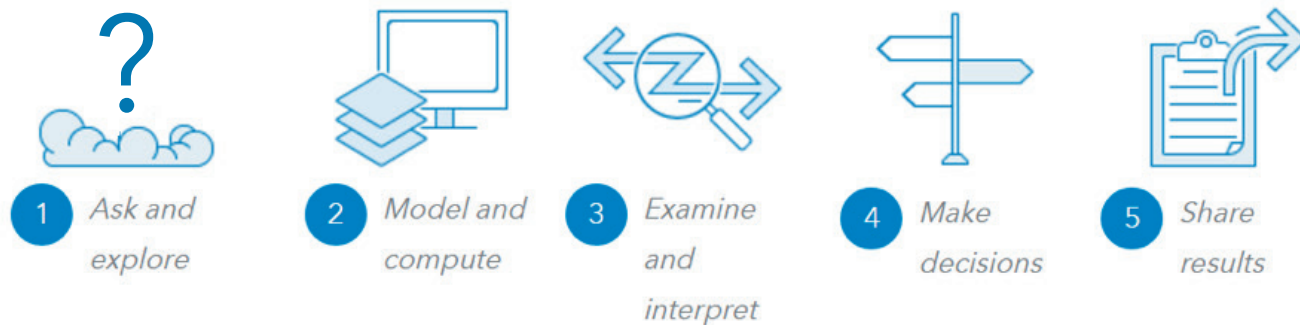 ?
1 Ask and
explore
2 Model and
compute
3 Examine
and
interpret
4 Make
decisions
5 Share
results